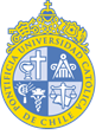 PONTIFICIA UNIVERSIDAD CATOLICA
DE CHILE